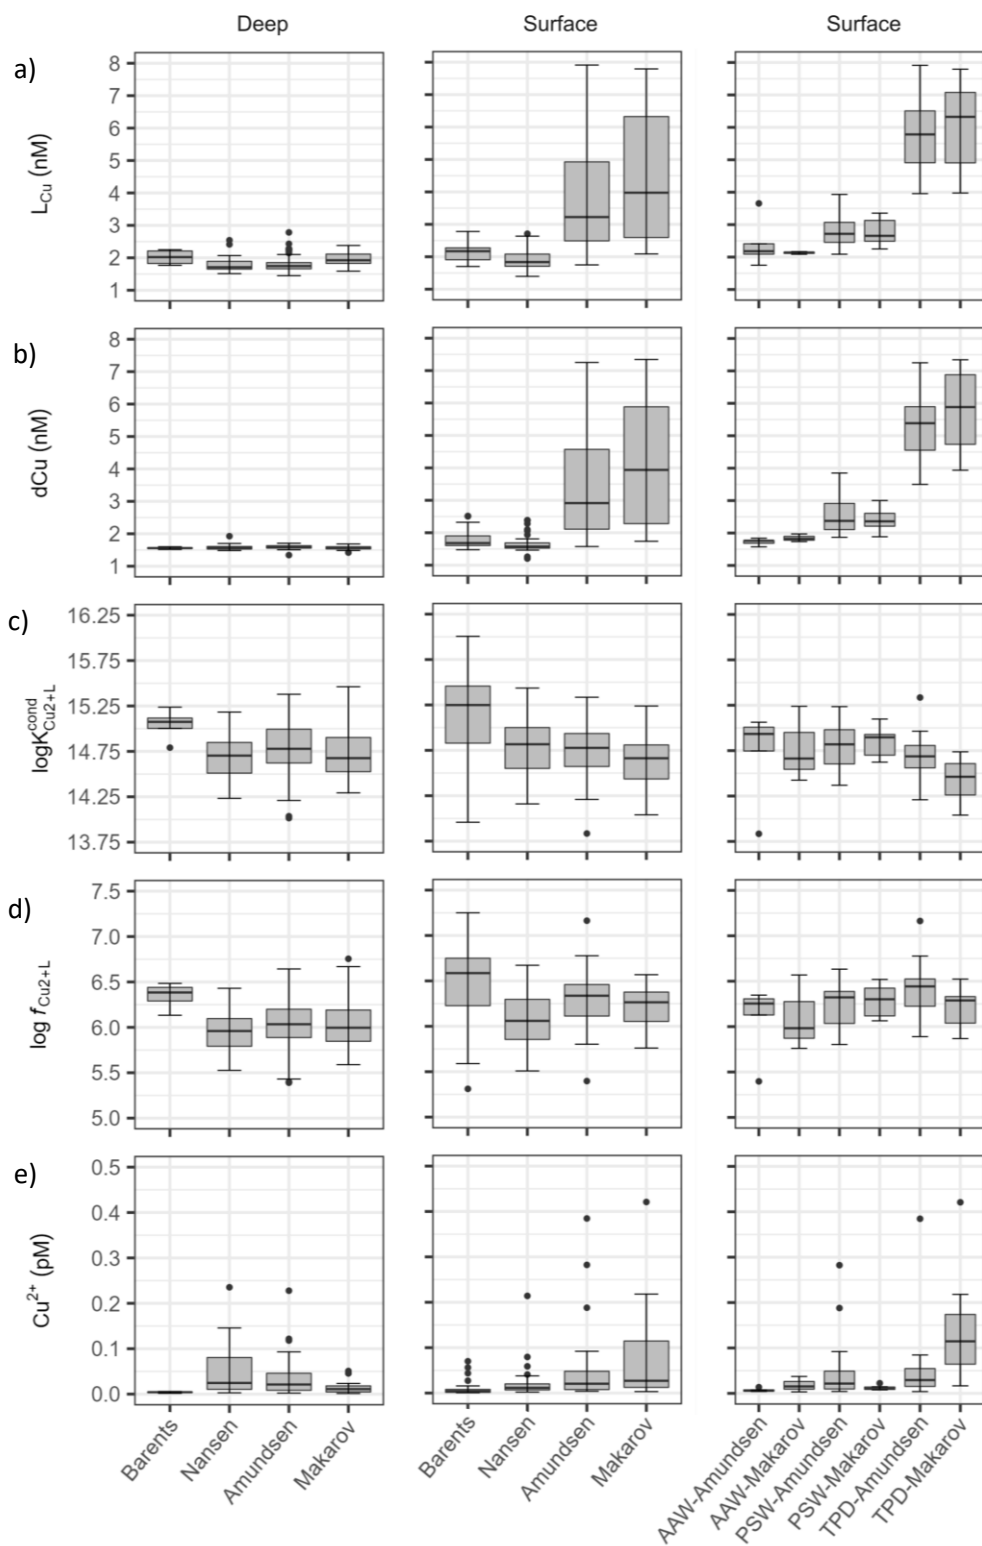 Deep Surface Surface
a)
L_Cu (nM)
8
7
6
5
4
3
2
1
b)
dCu (nM)
8
7
6
5
4
3
2
1
c)
logK^cond_Cu2+L
16.25
15.75
15.25
14.75
14.25
13.75
d)
log f_Cu2+L
7.5
7.0
6.5
6.0
5.5
5.0
e)
Cu²⁺ (pM)
0.5
0.4
0.3
0.2
0.1
0.0
Barents Nansen Amundsen Makarov Barents Nansen Amundsen Makarov AAW-Amundsen AAW-Makarov PSW-Amundsen PSW-Makarov TPD-Amundsen TPD-Makarov